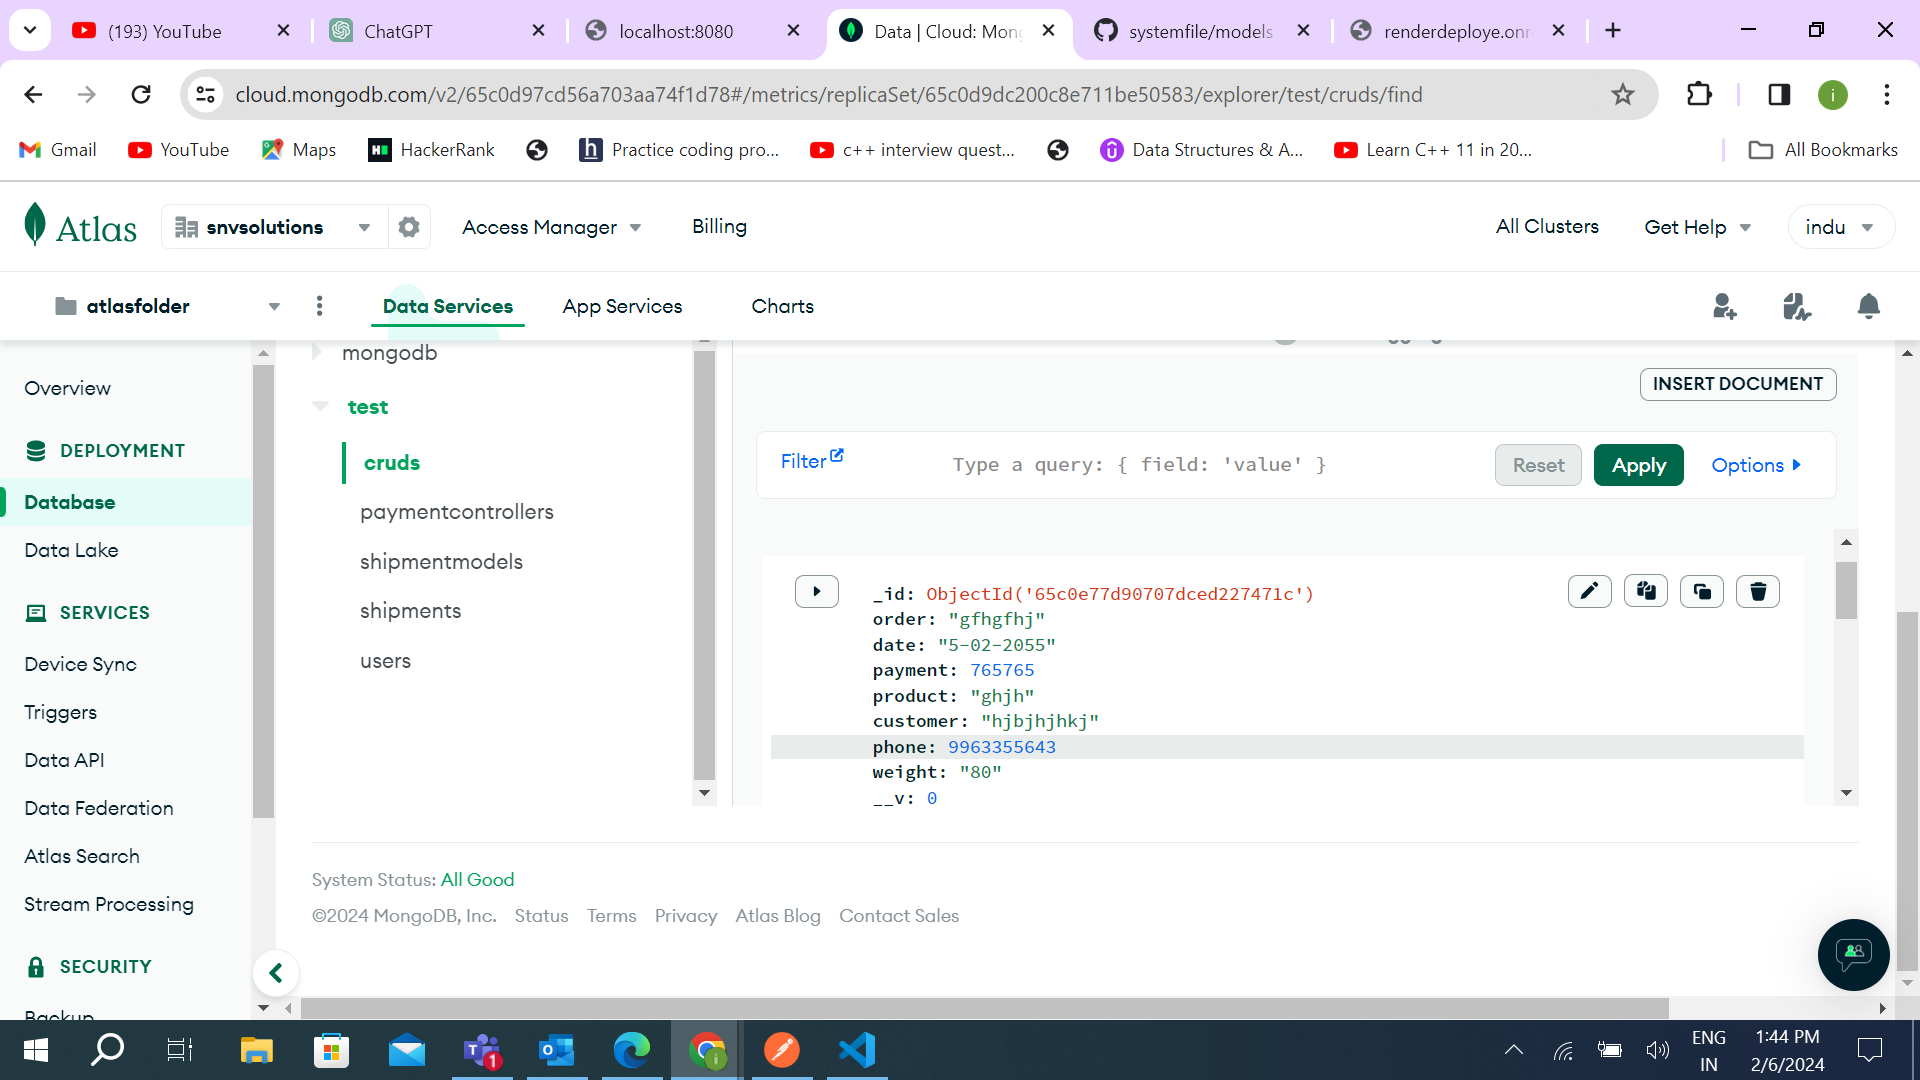 (193) YouTube
ChatGPT
localhost:8080
Data | Cloud: Mong
systemfile/models
renderdeploye.onr
cloud.mongodb.com/v2/65c0d97cd56a703aa74f1d78#/metrics/replicaSet/65c0d9dc200c8e711be50583/explorer/test/cruds/find
i
Gmail
YouTube
Maps
HackerRank
Practice coding pro...
c++ interview quest...
Data Structures & A...
Learn C++ 11 in 20...
All Bookmarks
Atlas
snvsolutions
Access Manager
Billing
All Clusters
Get Help
indu
atlasfolder
Data Services
App Services
Charts
Overview
DEPLOYMENT
Database
Data Lake
SERVICES
Device Sync
Triggers
Data API
Data Federation
Atlas Search
Stream Processing
SECURITY
Backup
mongodb
test
cruds
paymentcontrollers
shipmentmodels
shipments
users
INSERT DOCUMENT
Filter
Type a query: { field: 'value' }
Reset
Apply
Options
_id: ObjectId('65c0e77d90707dced227471c')
order: "gfhgfhj"
date: "5-02-2055"
payment: 765765
product: "ghjh"
customer: "hjbjhjhkj"
phone: 9963355643
weight: "80"
__v: 0
System Status: All Good
©2024 MongoDB, Inc. Status Terms Privacy Atlas Blog Contact Sales
1
i
ENG
IN
1:44 PM
2/6/2024